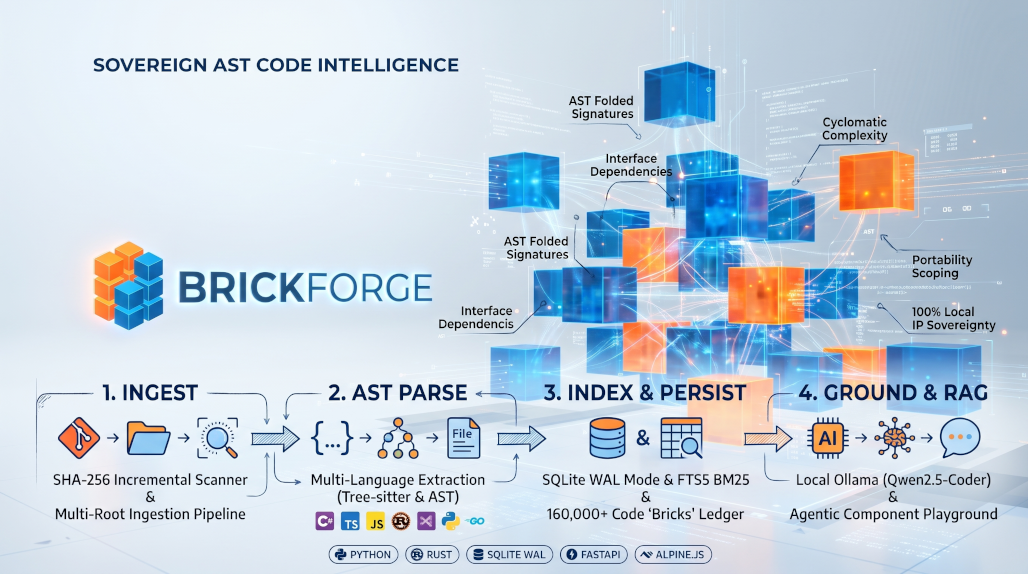 SOVEREIGN AST CODE INTELLIGENCE
AST Folded
Signatures
Cyclomatic
Complexity
Interface
Dependencies
AST Folded
Signatures
Portability
Scoping
Interface
Dependencis
100% Local
IP Sovereignty
AST
BRICKFORGE
1. INGEST
2. AST PARSE
3. INDEX & PERSIST
4. GROUND & RAG
{...}
File
&
AI
SHA-256 Incremental Scanner
&
Multi-Root Ingestion Pipeline
Multi-Language Extraction
(Tree-sitter & AST)
C#
TS
JS
GO
SQLite WAL Mode & FTS5 BM25
&
160,000+ Code ‘Bricks’ Ledger
Local Ollama (Qwen2.5-Coder)
&
Agentic Component Playground
PYTHON
RUST
SQLITE WAL
FASTAPI
ALPINE.JS